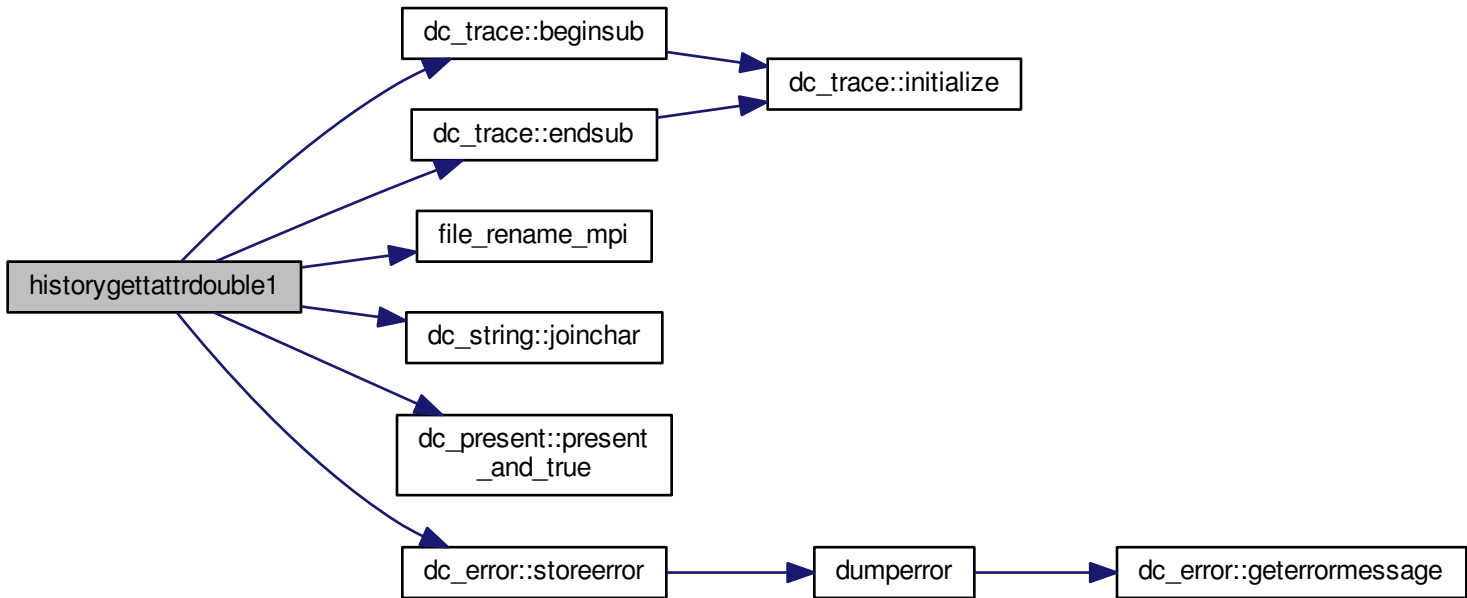 dc_trace::beginsub
dc_trace::initialize
dc_trace::endsub
file_rename_mpi
historygettattrdouble1
dc_string::joinchar
dc_present::present
_and_true
dc_error::storeerror
dumperror
dc_error::geterrormessage